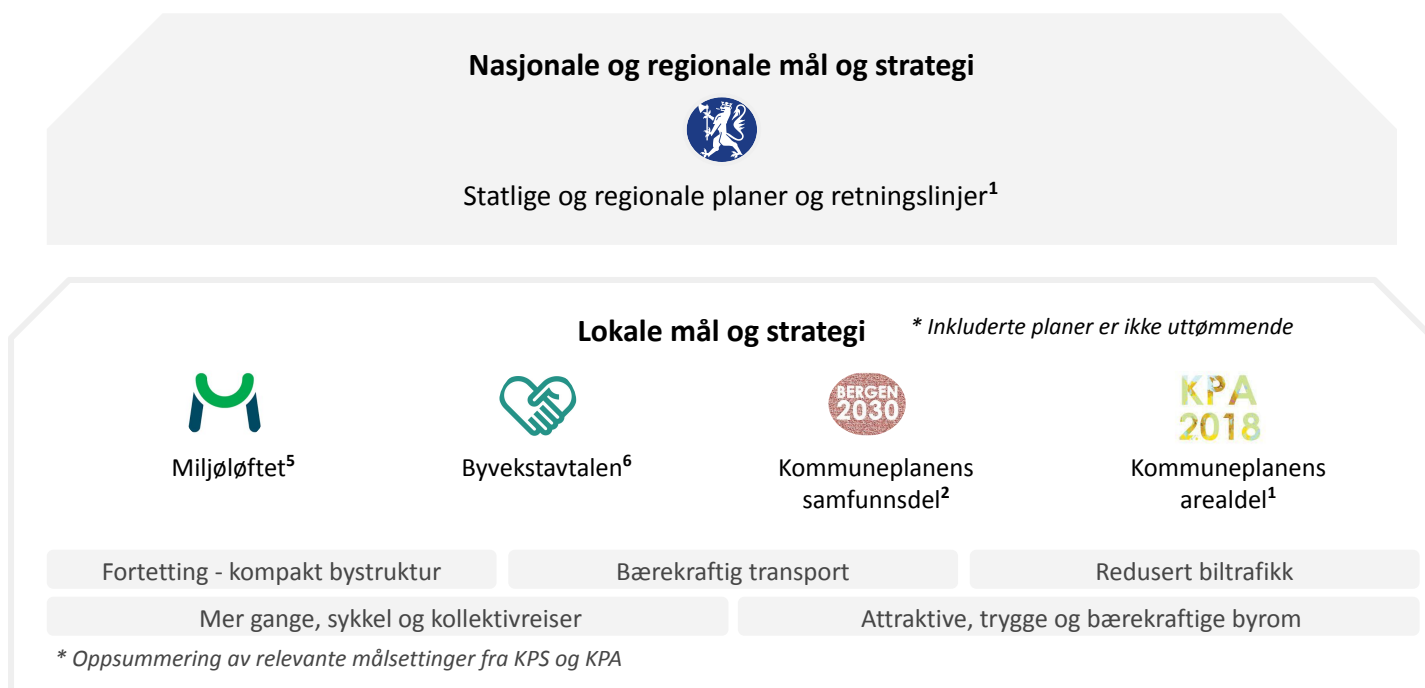 Nasjonale og regionale mål og strategi
Statlige og regionale planer og retningslinjer¹
Lokale mål og strategi
* Inkluderte planer er ikke uttømmende
BERGEN
2030
KPA
2018
Miljøløftet⁵
Byvekstavtalen⁶
Kommuneplanens
samfunnsdel²
Kommuneplanens
arealdel¹
Fortetting - kompakt bystruktur
Bærekraftig transport
Redusert biltrafikk
Mer gange, sykkel og kollektivreiser
Attraktive, trygge og bærekraftige byrom
* Oppsummering av relevante målsettinger fra KPS og KPA